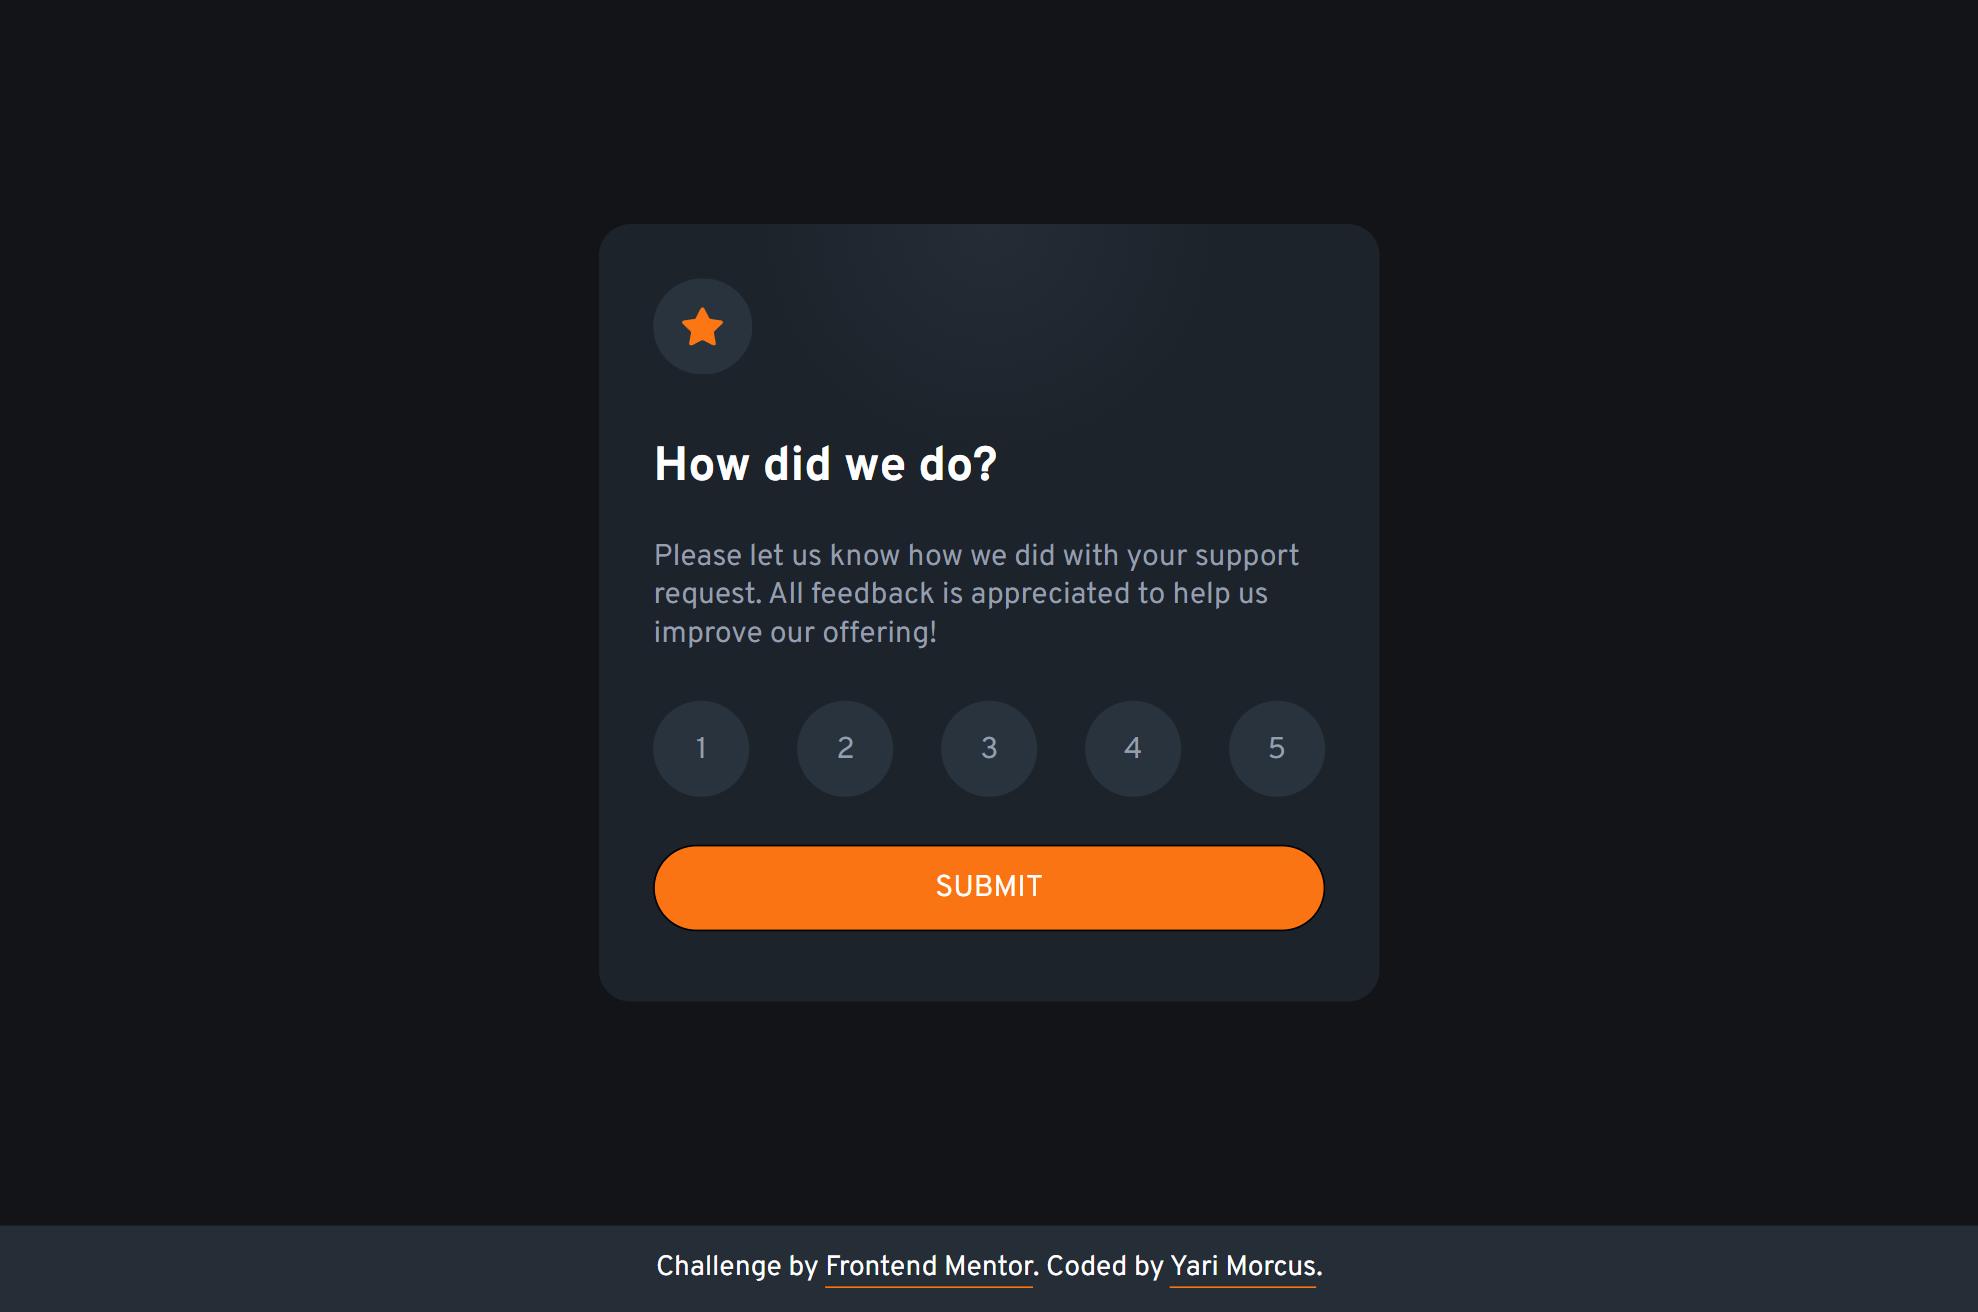 How did we do?
Please let us know how we did with your support
request. All feedback is appreciated to help us
improve our offering!
1 2 3 4 5
SUBMIT
Challenge by Frontend Mentor. Coded by Yari Morcus.